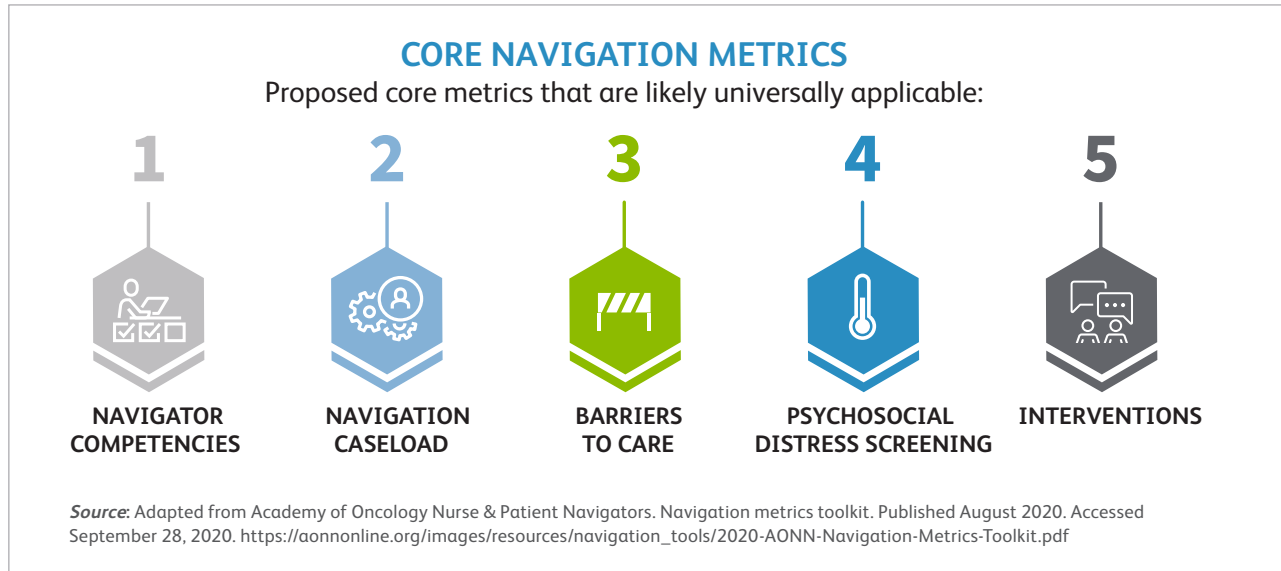 CORE NAVIGATION METRICS
Proposed core metrics that are likely universally applicable:
1
2
3
4
5
NAVIGATOR
COMPETENCIES
NAVIGATION
CASELOAD
BARRIERS
TO CARE
PSYCHOSOCIAL
DISTRESS SCREENING
INTERVENTIONS
Source: Adapted from Academy of Oncology Nurse & Patient Navigators. Navigation metrics toolkit. Published August 2020. Accessed
September 28, 2020. https://aonnonline.org/images/resources/navigation_tools/2020-AONN-Navigation-Metrics-Toolkit.pdf